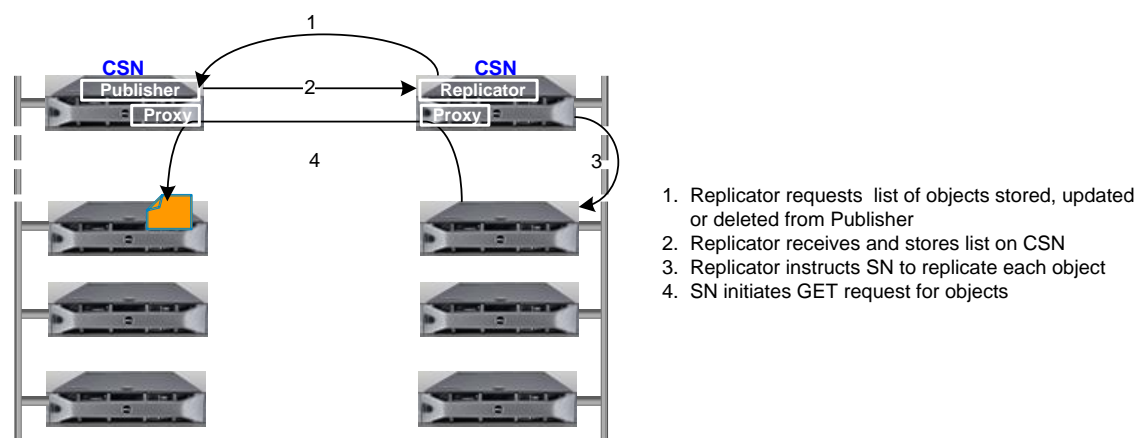 1
CSN
CSN
Publisher
2
Replicator
Proxy
Proxy
4
3
1. Replicator requests list of objects stored, updated
or deleted from Publisher
2. Replicator receives and stores list on CSN
3. Replicator instructs SN to replicate each object
4. SN initiates GET request for objects